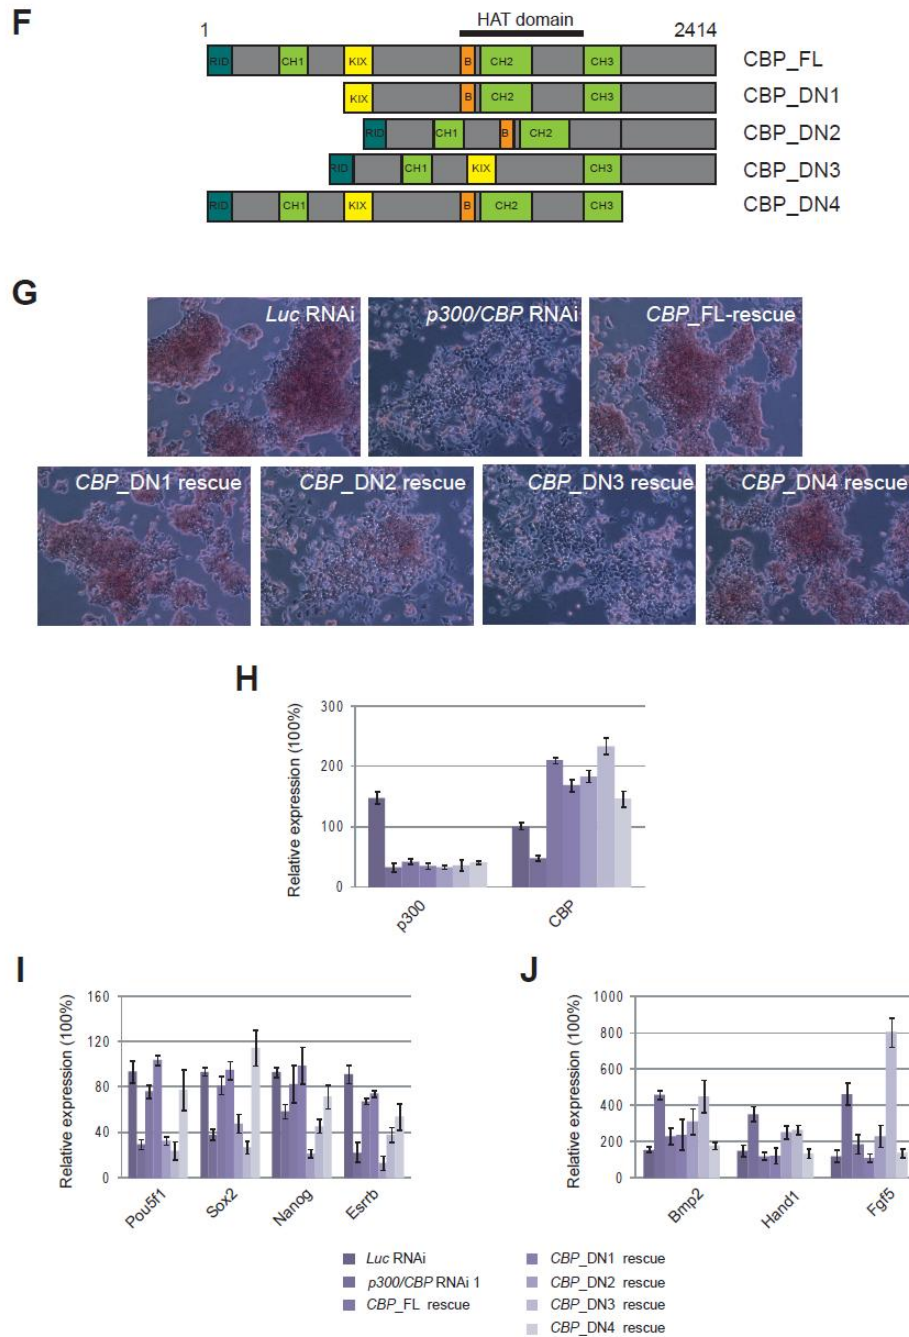 F
HAT domain
1 2414
RID CH1 KIX B CH2 CH3 CBP_FL
KIX B CH2 CH3 CBP_DN1
RID CH1 B CH2 CBP_DN2
RID CH1 KIX CH3 CBP_DN3
RID CH1 KIX B CH2 CH3 CBP_DN4
G
Luc RNAi p300/CBP RNAi CBP_FL-rescue
CBP_DN1 rescue CBP_DN2 rescue CBP_DN3 rescue CBP_DN4 rescue
H
Relative expression (100%)
300
200
100
0
p300 CBP
I
Relative expression (100%)
160
120
80
40
0
Pou5f1 Sox2 Nanog Esrrb
J
Relative expression (100%)
1000
800
600
400
200
0
Bmp2 Hand1 Fgf5
Luc RNAi
p300/CBP RNAi 1
CBP_FL rescue
CBP_DN1 rescue
CBP_DN2 rescue
CBP_DN3 rescue
CBP_DN4 rescue